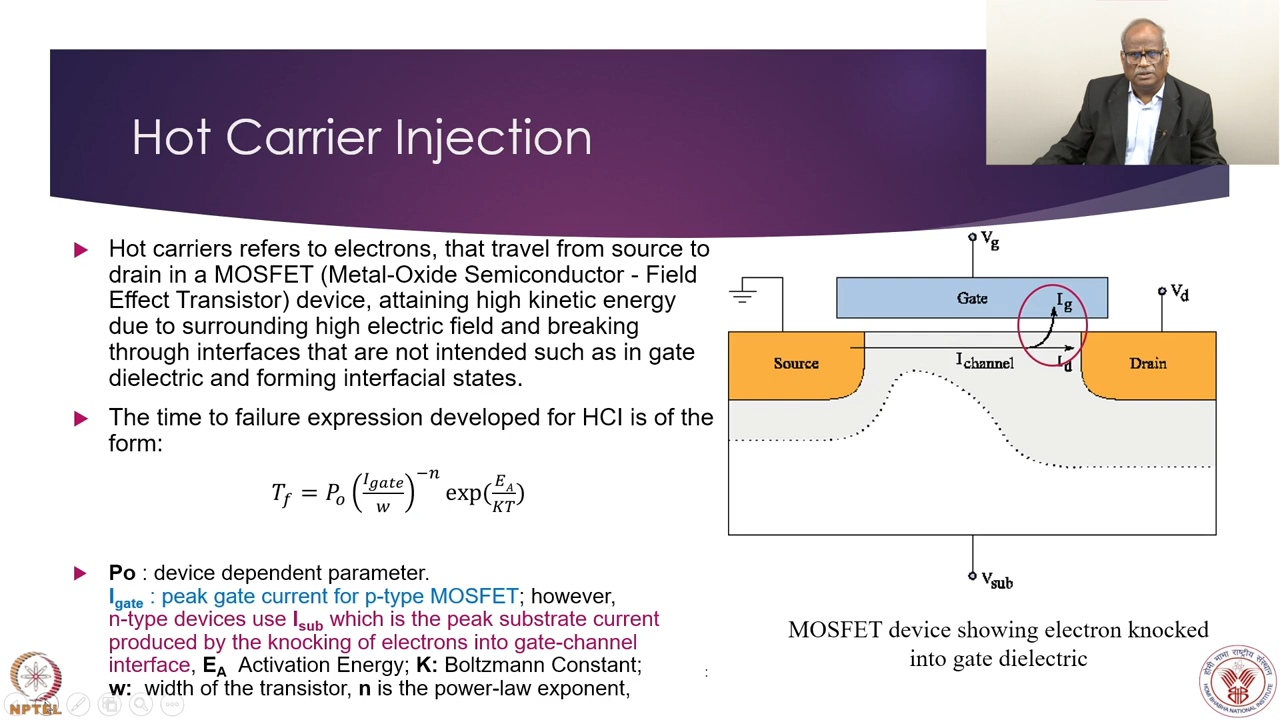 Hot Carrier Injection
Hot carriers refers to electrons, that travel from source to
drain in a MOSFET (Metal-Oxide Semiconductor - Field
Effect Transistor) device, attaining high kinetic energy
due to surrounding high electric field and breaking
through interfaces that are not intended such as in gate
dielectric and forming interfacial states.
The time to failure expression developed for HCI is of the
form:
T_f = P_o (I_gate / w)^−n exp(E_A / KT)
Po : device dependent parameter.
I_gate : peak gate current for p-type MOSFET; however,
n-type devices use I_sub which is the peak substrate current
produced by the knocking of electrons into gate-channel
interface, E_A Activation Energy; K: Boltzmann Constant;
w: width of the transistor, n is the power-law exponent,
V_g
Gate
I_g
V_d
Source
I_channel
I_d
Drain
V_sub
MOSFET device showing electron knocked
into gate dielectric
:
NPTEL
होमी भाभा राष्ट्रीय संस्थान
HOMI BHABHA NATIONAL INSTITUTE